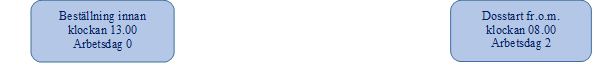 Beställning innan
klockan 13.00
Arbetsdag 0
Dosstart fr.o.m.
klockan 08.00
Arbetsdag 2